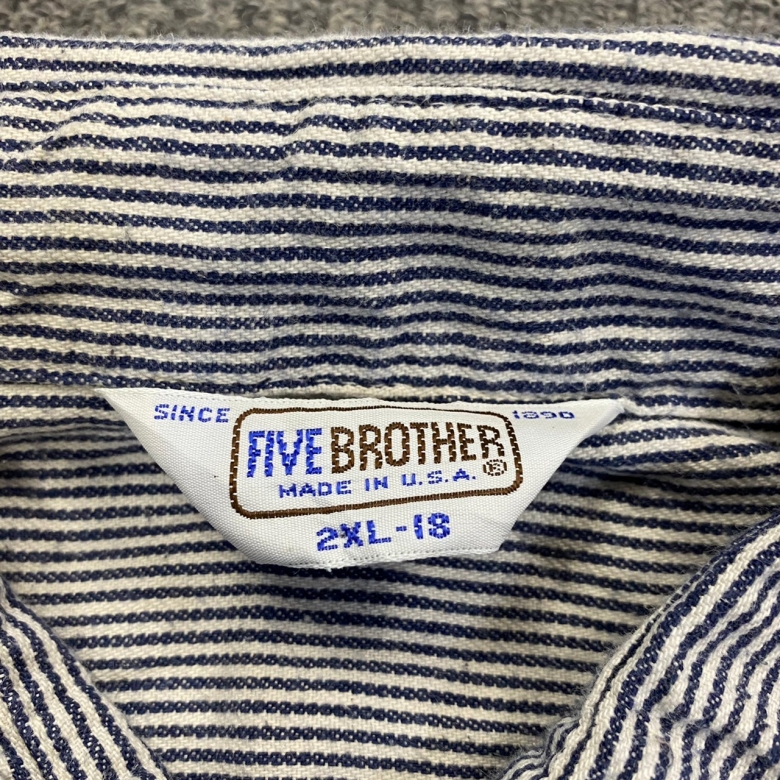 SINCE 1890
FIVE BROTHER ®
MADE IN U.S.A.
2XL-18